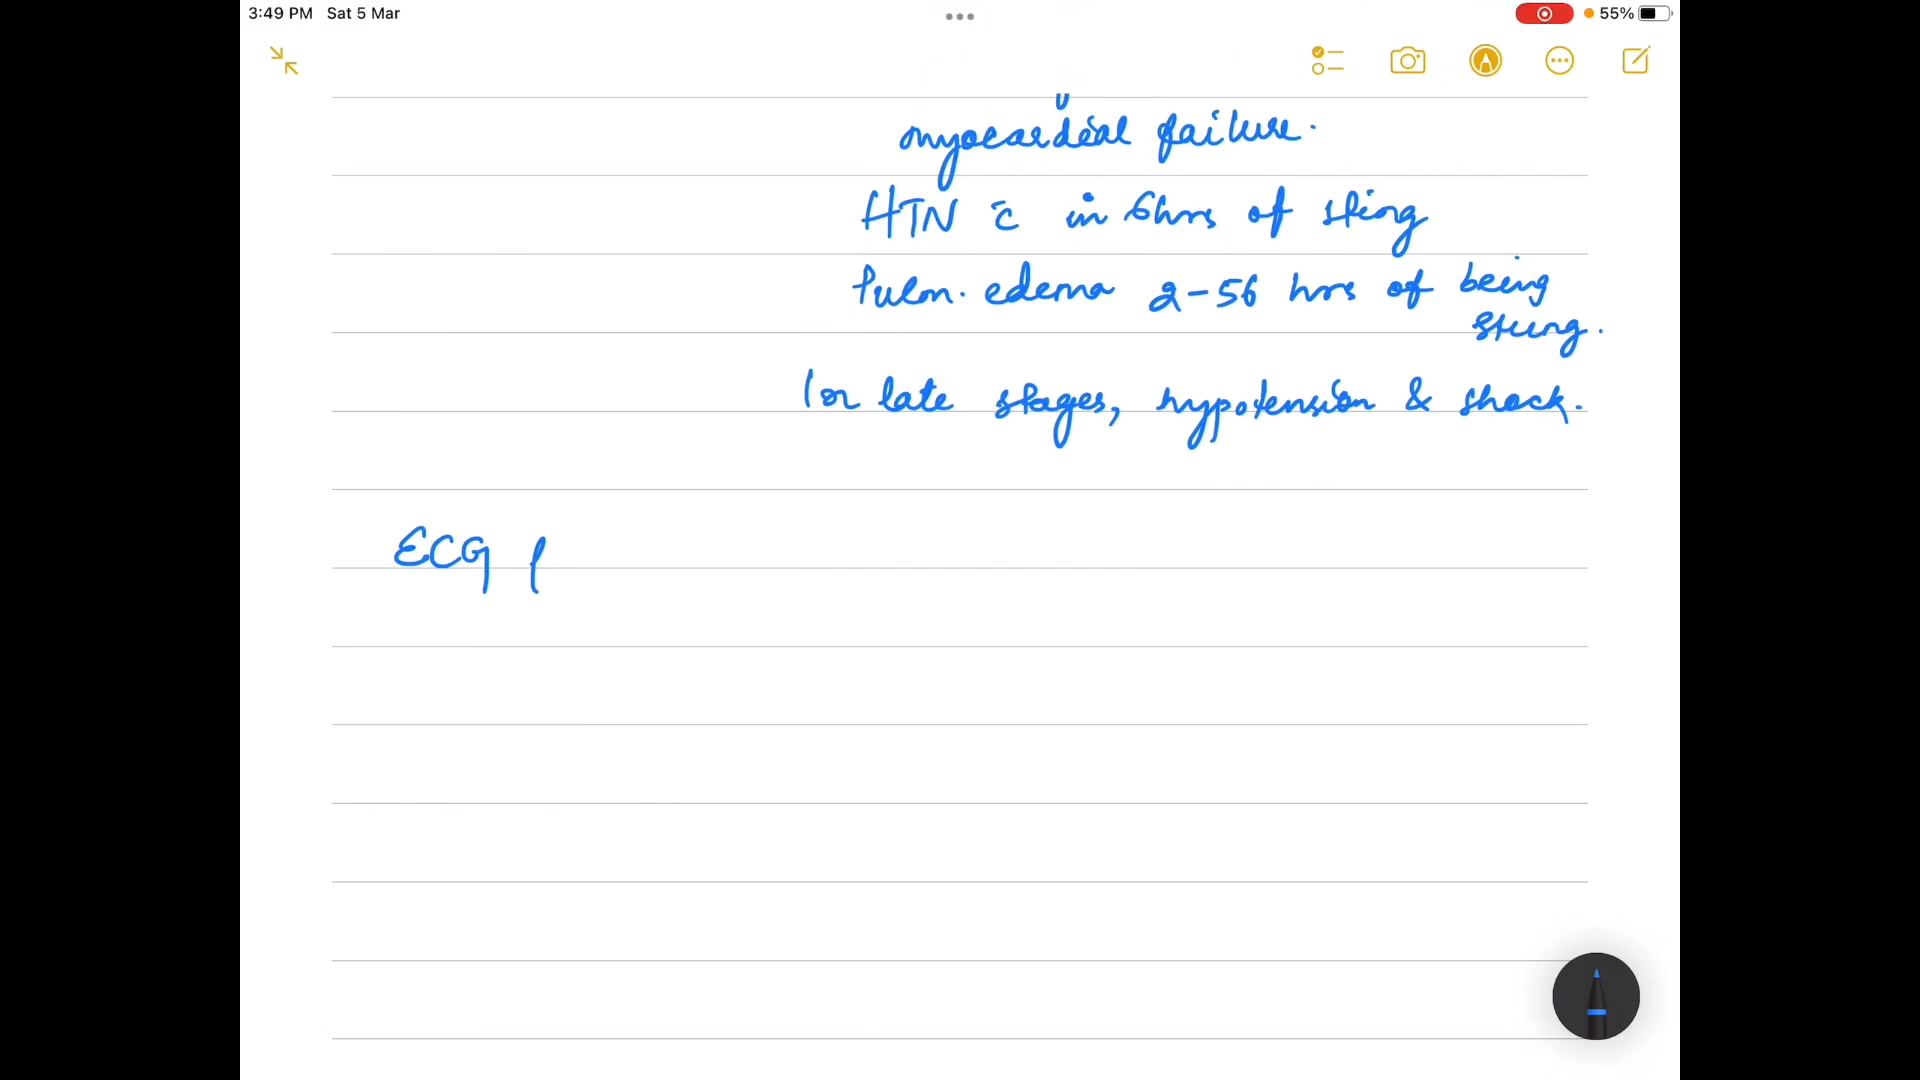 3:49 PM Sat 5 Mar
55%
myocardial failure.
HTN c̄ in 6hrs of sting
Pulm. edema 2-56 hrs of being
stung.
In late stages, hypotension & shock.
ECG